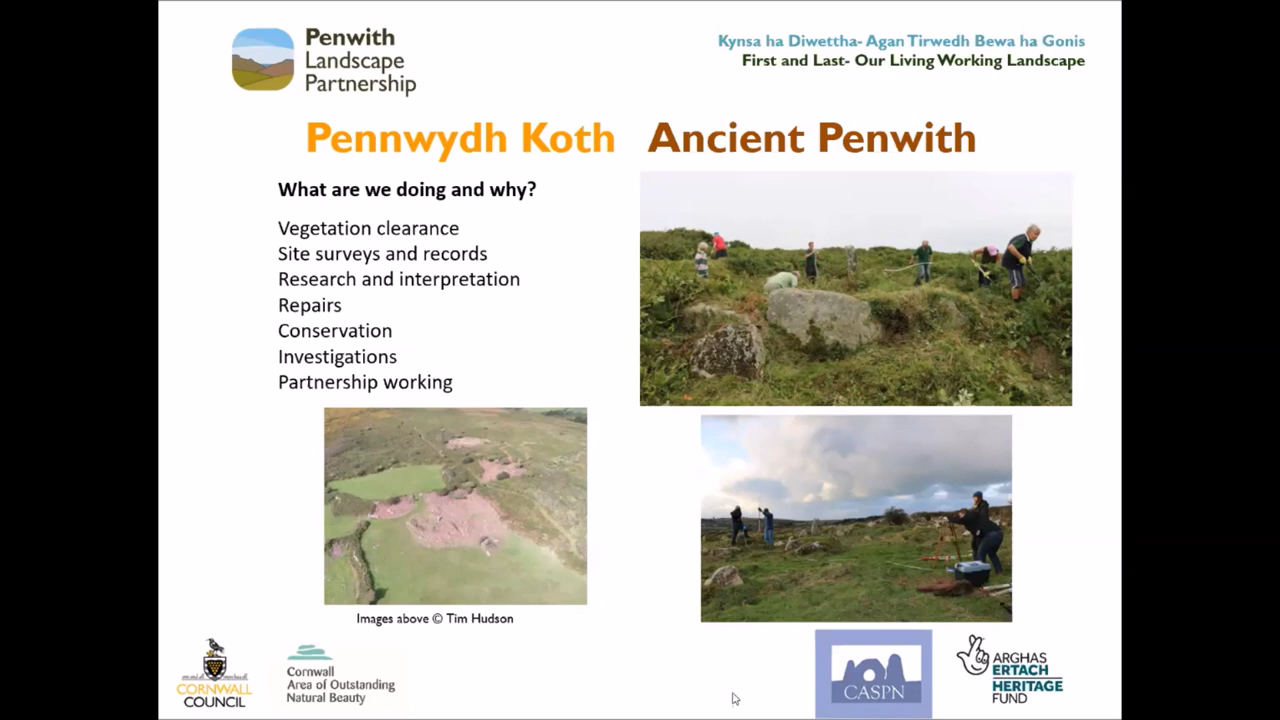 Penwith
Landscape
Partnership
Kynsa ha Diwettha- Agan Tirwedh Bewa ha Gonis
First and Last- Our Living Working Landscape
Pennwydh Koth Ancient Penwith
What are we doing and why?
Vegetation clearance
Site surveys and records
Research and interpretation
Repairs
Conservation
Investigations
Partnership working
Images above © Tim Hudson
CORNWALL
COUNCIL
Cornwall
Area of Outstanding
Natural Beauty
CASPN
ARGHAS
ERTACH
HERITAGE
FUND